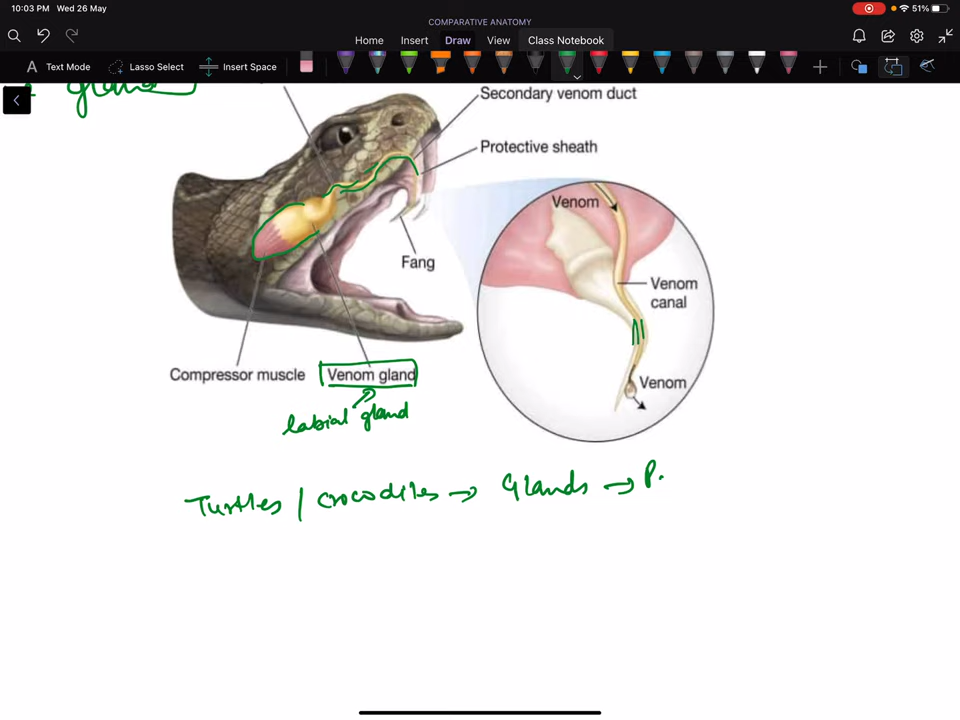 10:03 PM Wed 26 May
COMPARATIVE ANATOMY
51%
Home Insert Draw View Class Notebook
Text Mode Lasso Select Insert Space
gland
Secondary venom duct
Protective sheath
Venom
Fang
Venom
canal
Compressor muscle Venom gland Venom
labial gland
Turtles / crocodiles → Glands → P.